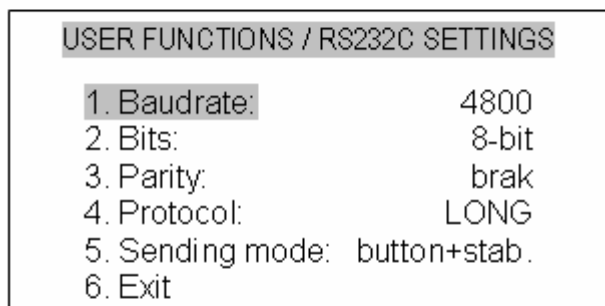 USER FUNCTIONS / RS232C SETTINGS
1. Baudrate: 4800
2. Bits: 8-bit
3. Parity: brak
4. Protocol: LONG
5. Sending mode: button+stab.
6. Exit